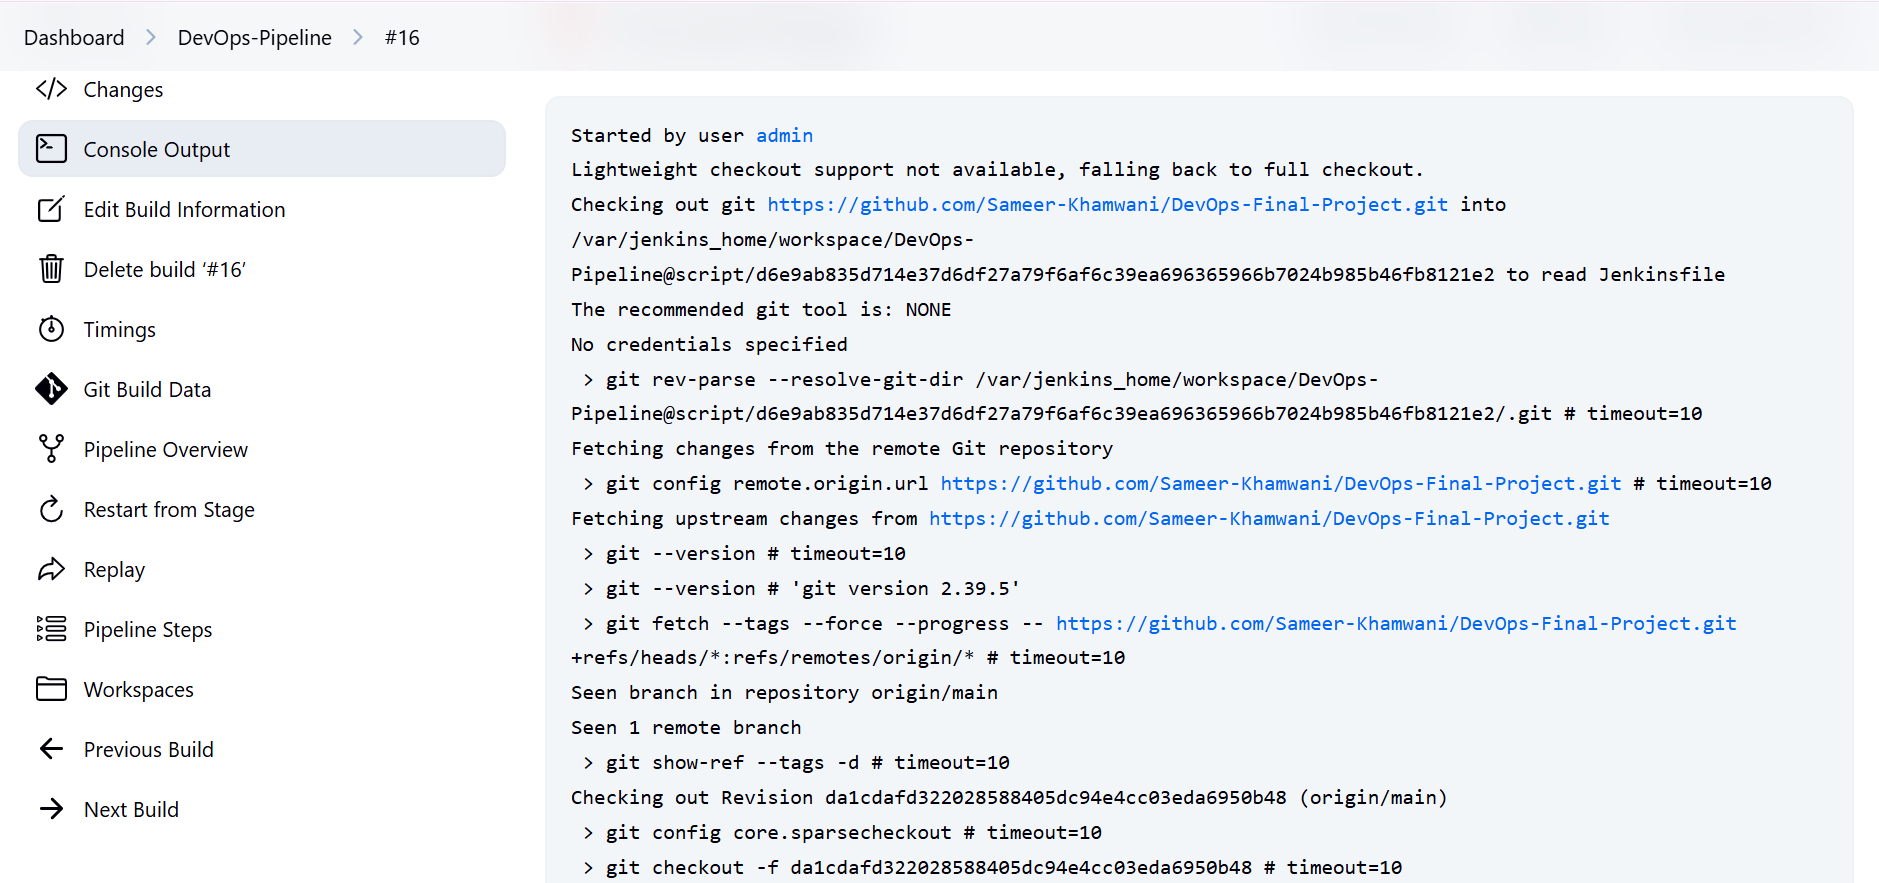 Dashboard > DevOps-Pipeline > #16
Changes
Console Output
Edit Build Information
Delete build ‘#16’
Timings
Git Build Data
Pipeline Overview
Restart from Stage
Replay
Pipeline Steps
Workspaces
Previous Build
Next Build
Started by user admin
Lightweight checkout support not available, falling back to full checkout.
Checking out git https://github.com/Sameer-Khamwani/DevOps-Final-Project.git into
/var/jenkins_home/workspace/DevOps-
Pipeline@script/d6e9ab835d714e37d6df27a79f6af6c39ea696365966b7024b985b46fb8121e2 to read Jenkinsfile
The recommended git tool is: NONE
No credentials specified
> git rev-parse --resolve-git-dir /var/jenkins_home/workspace/DevOps-
Pipeline@script/d6e9ab835d714e37d6df27a79f6af6c39ea696365966b7024b985b46fb8121e2/.git # timeout=10
Fetching changes from the remote Git repository
> git config remote.origin.url https://github.com/Sameer-Khamwani/DevOps-Final-Project.git # timeout=10
Fetching upstream changes from https://github.com/Sameer-Khamwani/DevOps-Final-Project.git
> git --version # timeout=10
> git --version # 'git version 2.39.5'
> git fetch --tags --force --progress -- https://github.com/Sameer-Khamwani/DevOps-Final-Project.git
+refs/heads/*:refs/remotes/origin/* # timeout=10
Seen branch in repository origin/main
Seen 1 remote branch
> git show-ref --tags -d # timeout=10
Checking out Revision da1cdafd322028588405dc94e4cc03eda6950b48 (origin/main)
> git config core.sparsecheckout # timeout=10
> git checkout -f da1cdafd322028588405dc94e4cc03eda6950b48 # timeout=10